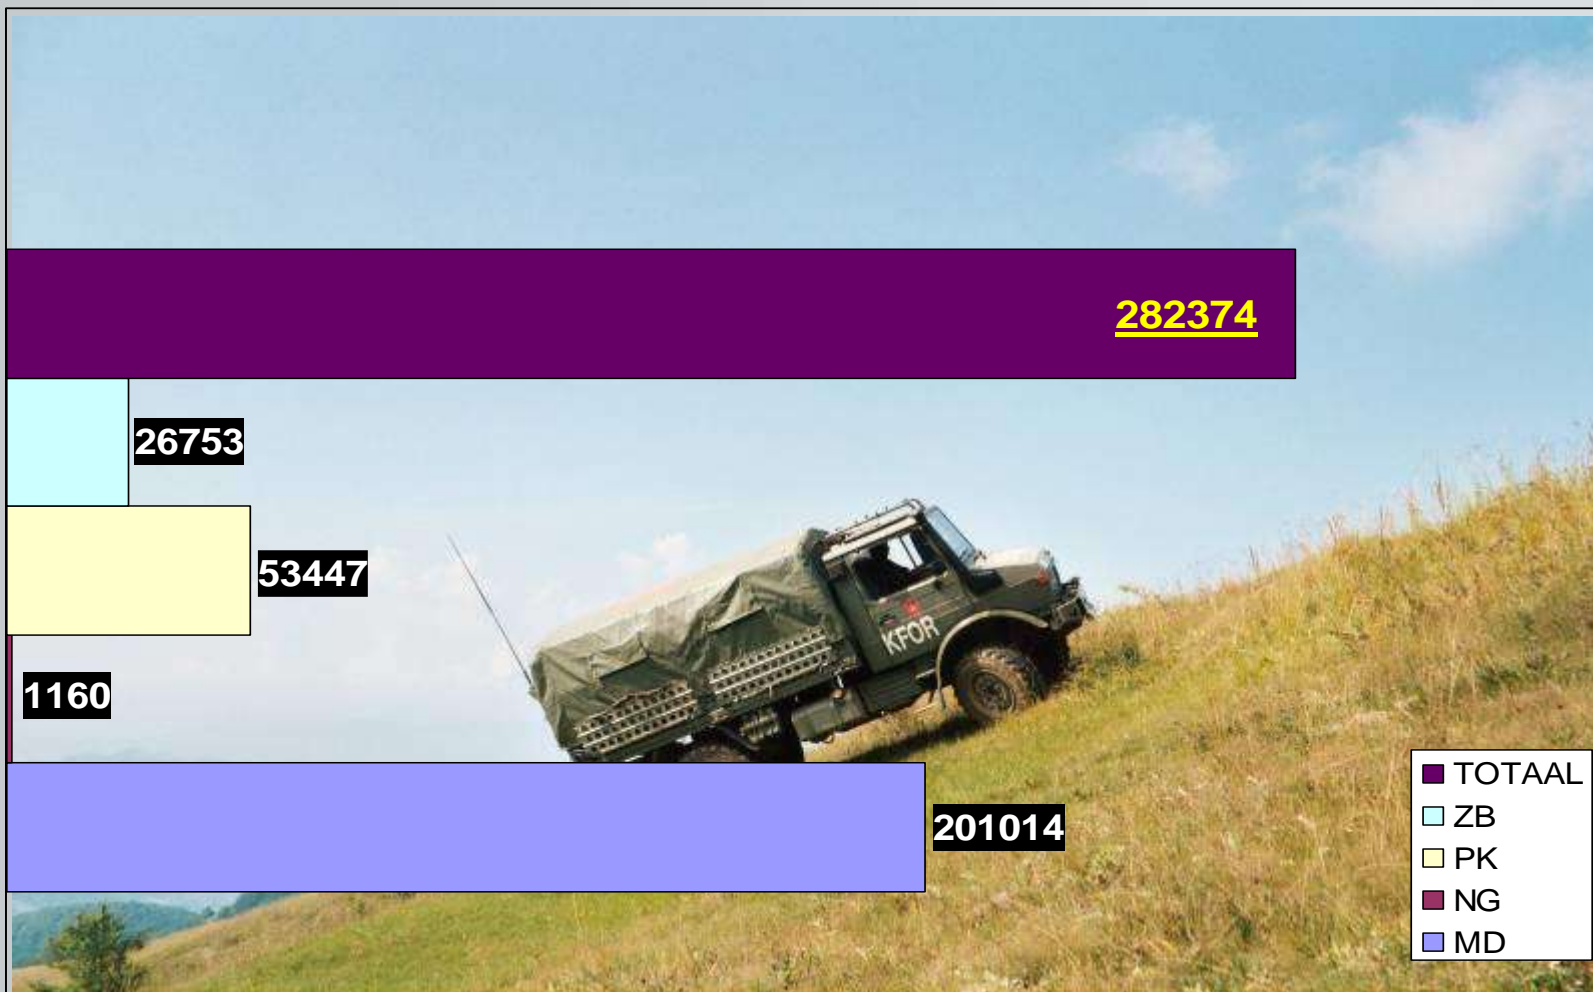 282374
26753
53447
KFOR
1160
201014
TOTAAL
ZB
PK
NG
MD